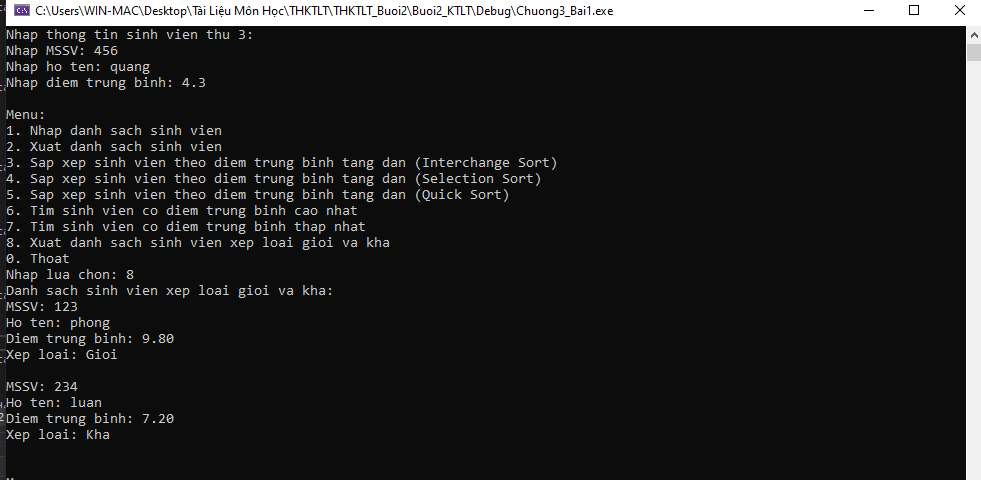 C:\Users\WIN-MAC\Desktop\Tài Liệu Môn Học\THKTLT\THKTLT_Buoi2\Buoi2_KTLT\Debug\Chuong3_Bai1.exe
Nhap thong tin sinh vien thu 3:
Nhap MSSV: 456
Nhap ho ten: quang
Nhap diem trung binh: 4.3
Menu:
1. Nhap danh sach sinh vien
2. Xuat danh sach sinh vien
3. Sap xep sinh vien theo diem trung binh tang dan (Interchange Sort)
4. Sap xep sinh vien theo diem trung binh tang dan (Selection Sort)
5. Sap xep sinh vien theo diem trung binh tang dan (Quick Sort)
6. Tim sinh vien co diem trung binh cao nhat
7. Tim sinh vien co diem trung binh thap nhat
8. Xuat danh sach sinh vien xep loai gioi va kha
0. Thoat
Nhap lua chon: 8
Danh sach sinh vien xep loai gioi va kha:
MSSV: 123
Ho ten: phong
Diem trung binh: 9.80
Xep loai: Gioi
MSSV: 234
Ho ten: luan
Diem trung binh: 7.20
Xep loai: Kha